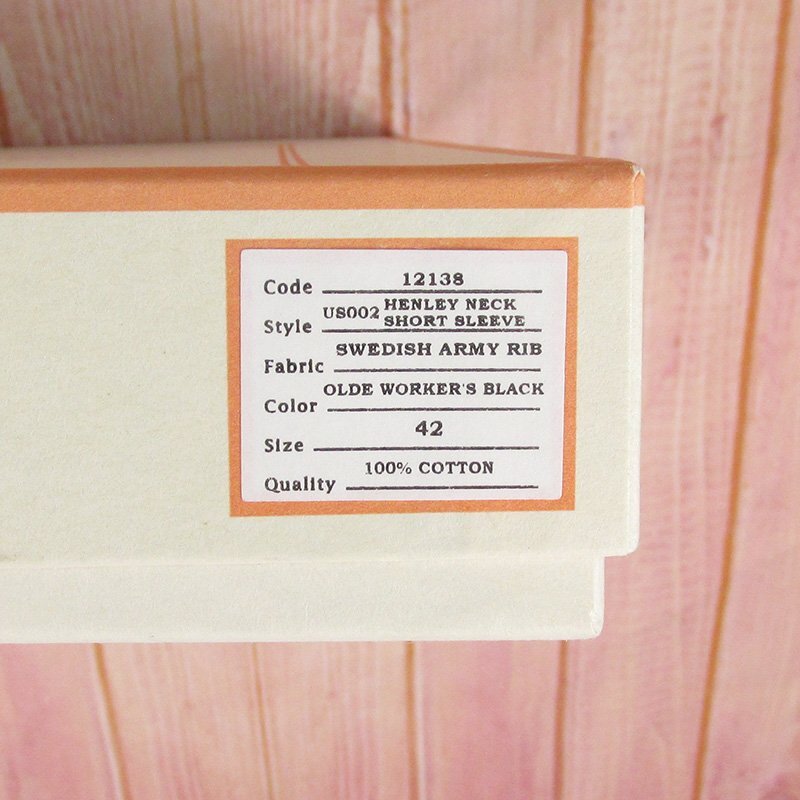 Code 12138
Style US002 HENLEY NECK
SHORT SLEEVE
Fabric SWEDISH ARMY RIB
Color OLDE WORKER'S BLACK
Size 42
Quality 100% COTTON